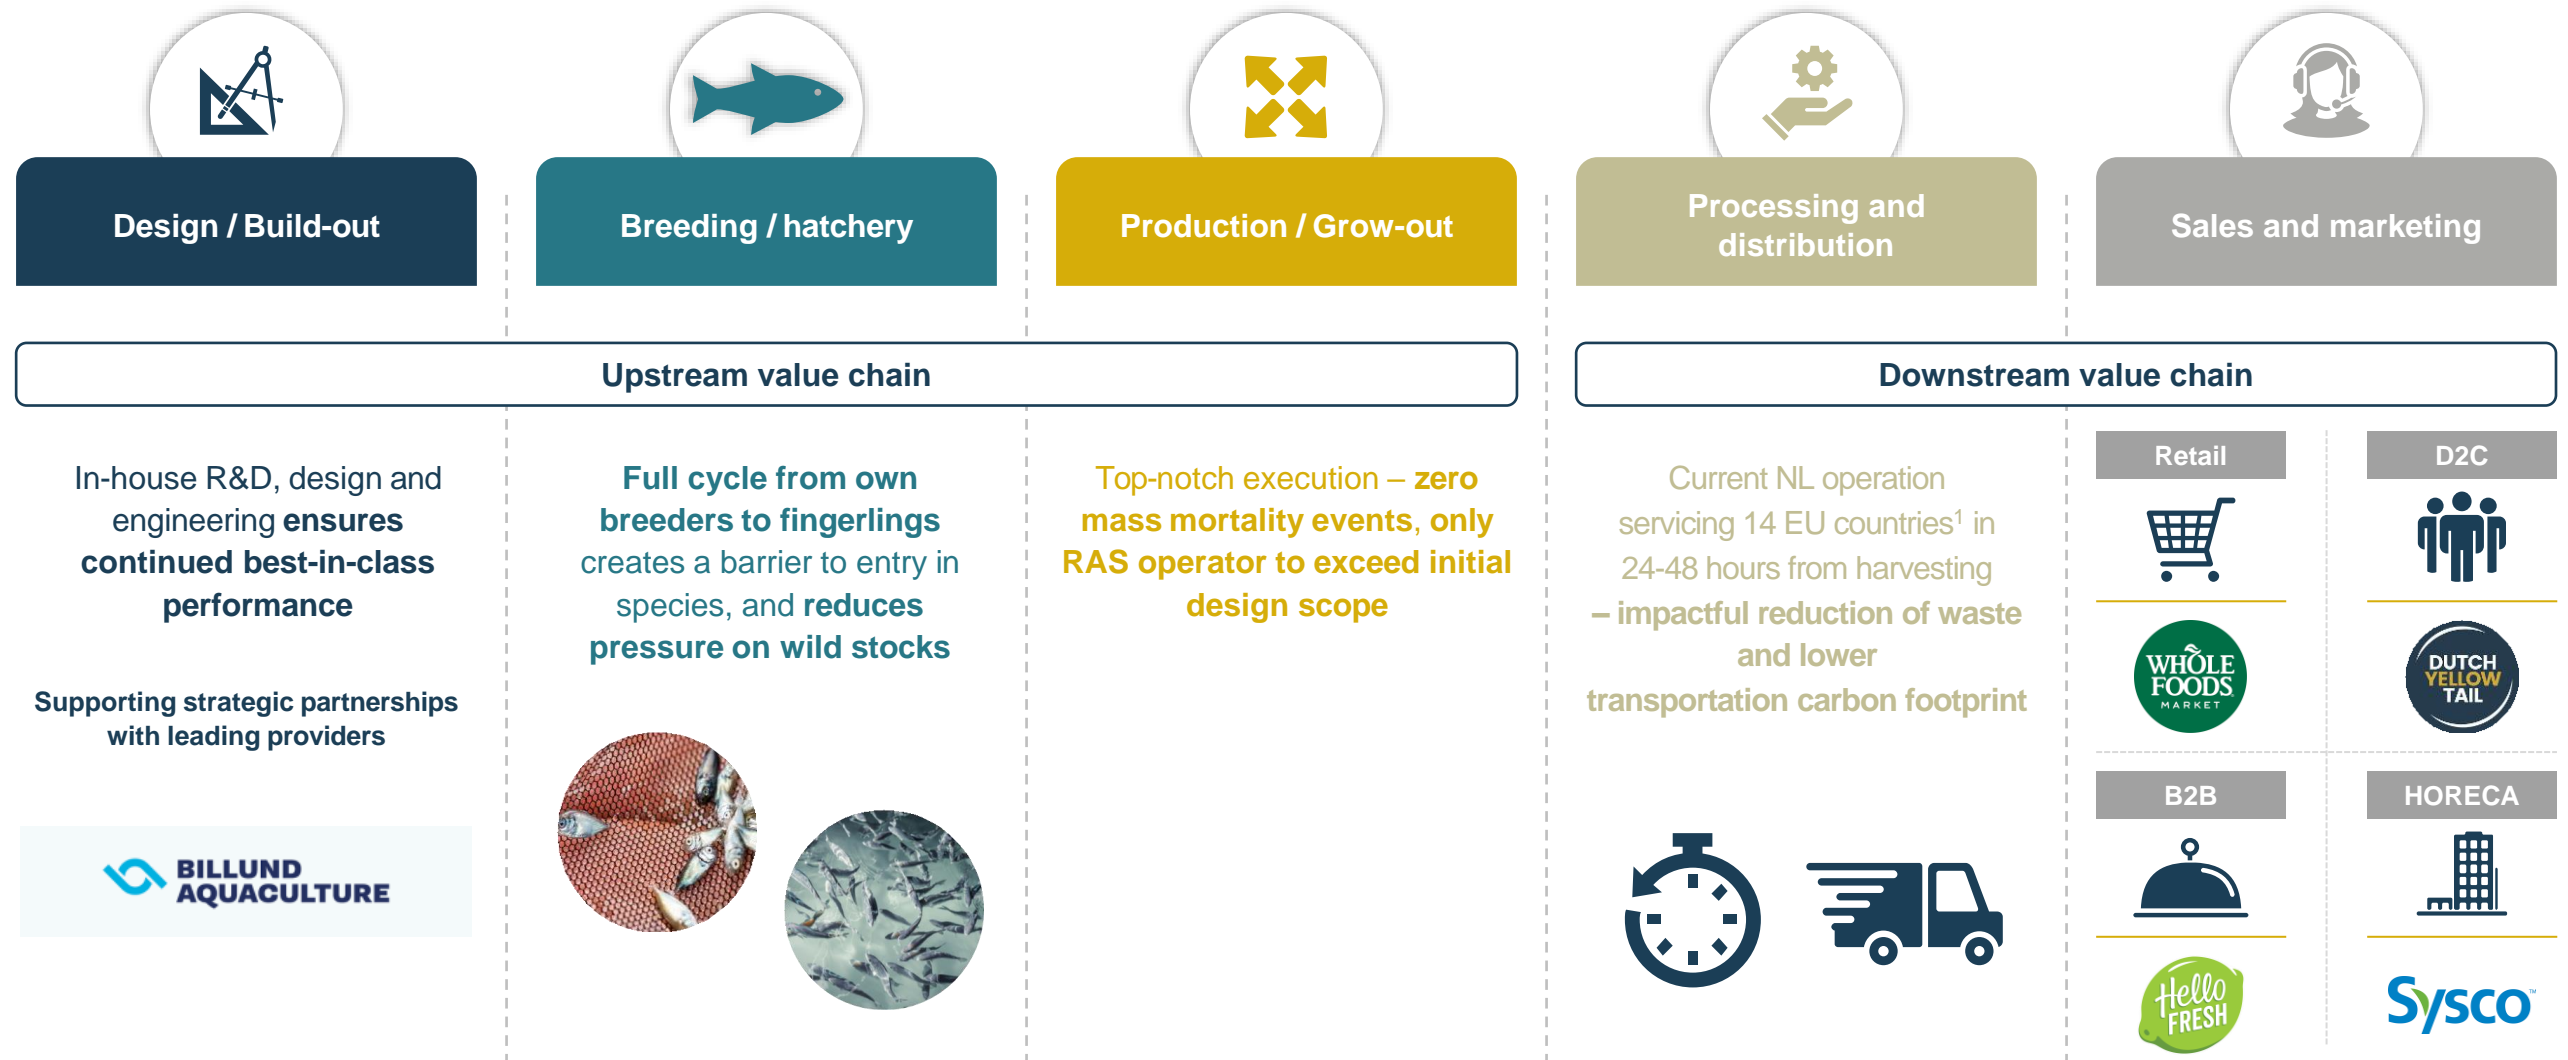 Design / Build-out
Breeding / hatchery
Production / Grow-out
Processing and
distribution
Sales and marketing
Upstream value chain
Downstream value chain
In-house R&D, design and
engineering ensures
continued best-in-class
performance
Supporting strategic partnerships
with leading providers
BILLUND
AQUACULTURE
Full cycle from own
breeders to fingerlings
creates a barrier to entry in
species, and reduces
pressure on wild stocks
Top-notch execution – zero
mass mortality events, only
RAS operator to exceed initial
design scope
Current NL operation
servicing 14 EU countries¹ in
24-48 hours from harvesting
– impactful reduction of waste
and lower
transportation carbon footprint
Retail
WHOLE
FOODS
MARKET
D2C
DUTCH
YELLOW
TAIL
B2B
Hello
FRESH
HORECA
Sysco™